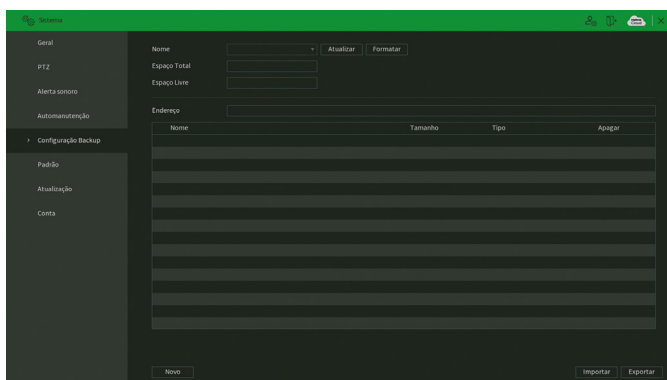 Sistema
Geral
PTZ
Alerta sonoro
Automanutenção
Configuração Backup
Padrão
Atualização
Conta
Nome
Atualizar
Formatar
Espaço Total
Espaço Livre
Endereço
Nome Tamanho Tipo Apagar
Novo
Importar
Exportar